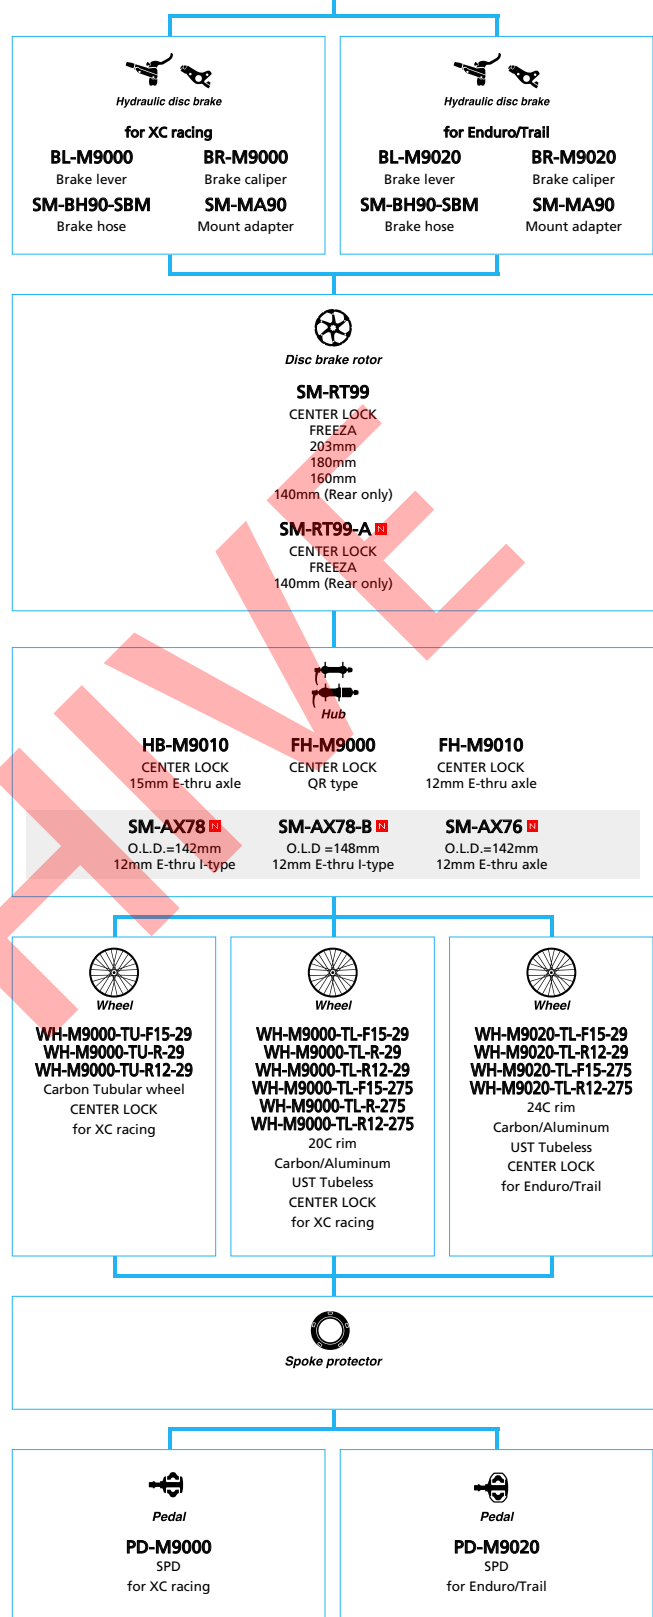 Hydraulic disc brake
for XC racing
BL-M9000 BR-M9000
Brake lever Brake caliper
SM-BH90-SBM SM-MA90
Brake hose Mount adapter
Hydraulic disc brake
for Enduro/Trail
BL-M9020 BR-M9020
Brake lever Brake caliper
SM-BH90-SBM SM-MA90
Brake hose Mount adapter
Disc brake rotor
SM-RT99
CENTER LOCK
FREEZA
203mm
180mm
160mm
140mm (Rear only)
SM-RT99-A N
CENTER LOCK
FREEZA
140mm (Rear only)
Hub
HB-M9010 FH-M9000 FH-M9010
CENTER LOCK CENTER LOCK CENTER LOCK
15mm E-thru axle QR type 12mm E-thru axle
SM-AX78 N SM-AX78-B N SM-AX76 N
O.L.D.=142mm O.L.D =148mm O.L.D.=142mm
12mm E-thru I-type 12mm E-thru I-type 12mm E-thru axle
Wheel
WH-M9000-TU-F15-29
WH-M9000-TU-R-29
WH-M9000-TU-R12-29
Carbon Tubular wheel
CENTER LOCK
for XC racing
Wheel
WH-M9000-TL-F15-29
WH-M9000-TL-R-29
WH-M9000-TL-R12-29
WH-M9000-TL-F15-275
WH-M9000-TL-R-275
WH-M9000-TL-R12-275
20C rim
Carbon/Aluminum
UST Tubeless
CENTER LOCK
for XC racing
Wheel
WH-M9020-TL-F15-29
WH-M9020-TL-R12-29
WH-M9020-TL-F15-275
WH-M9020-TL-R12-275
24C rim
Carbon/Aluminum
UST Tubeless
CENTER LOCK
for Enduro/Trail
Spoke protector
Pedal
PD-M9000
SPD
for XC racing
Pedal
PD-M9020
SPD
for Enduro/Trail
HIVE